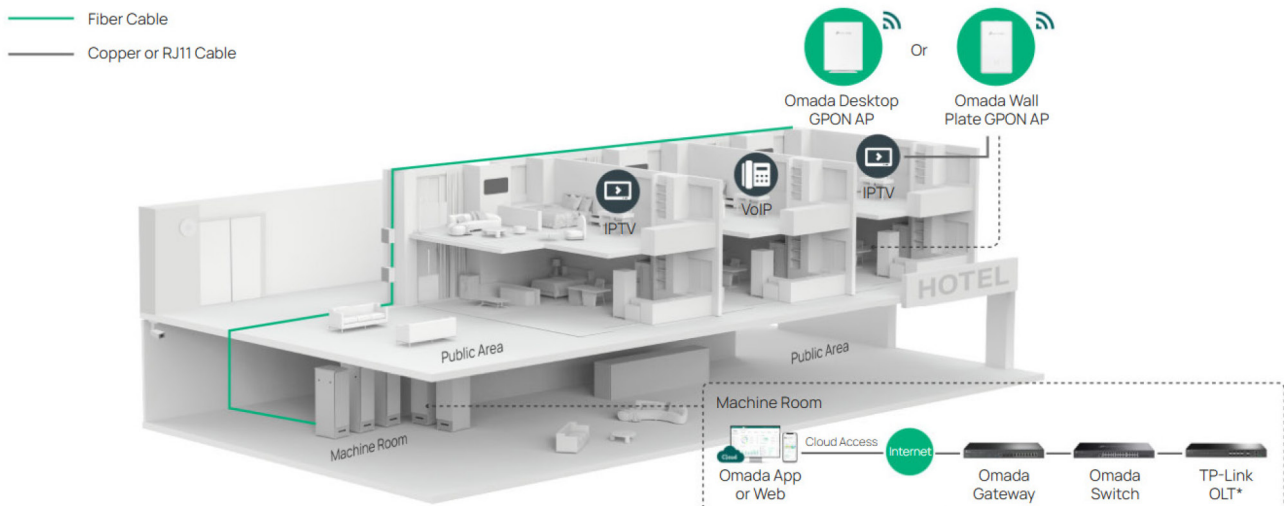 Fiber Cable
Copper or RJ11 Cable
Or
Omada Desktop
GPON AP
Omada Wall
Plate GPON AP
IPTV
VoIP
IPTV
HOTEL
Public Area
Public Area
Machine Room
Machine Room
Cloud
Cloud Access
Internet
Omada App
or Web
Omada
Gateway
Omada
Switch
TP-Link
OLT*